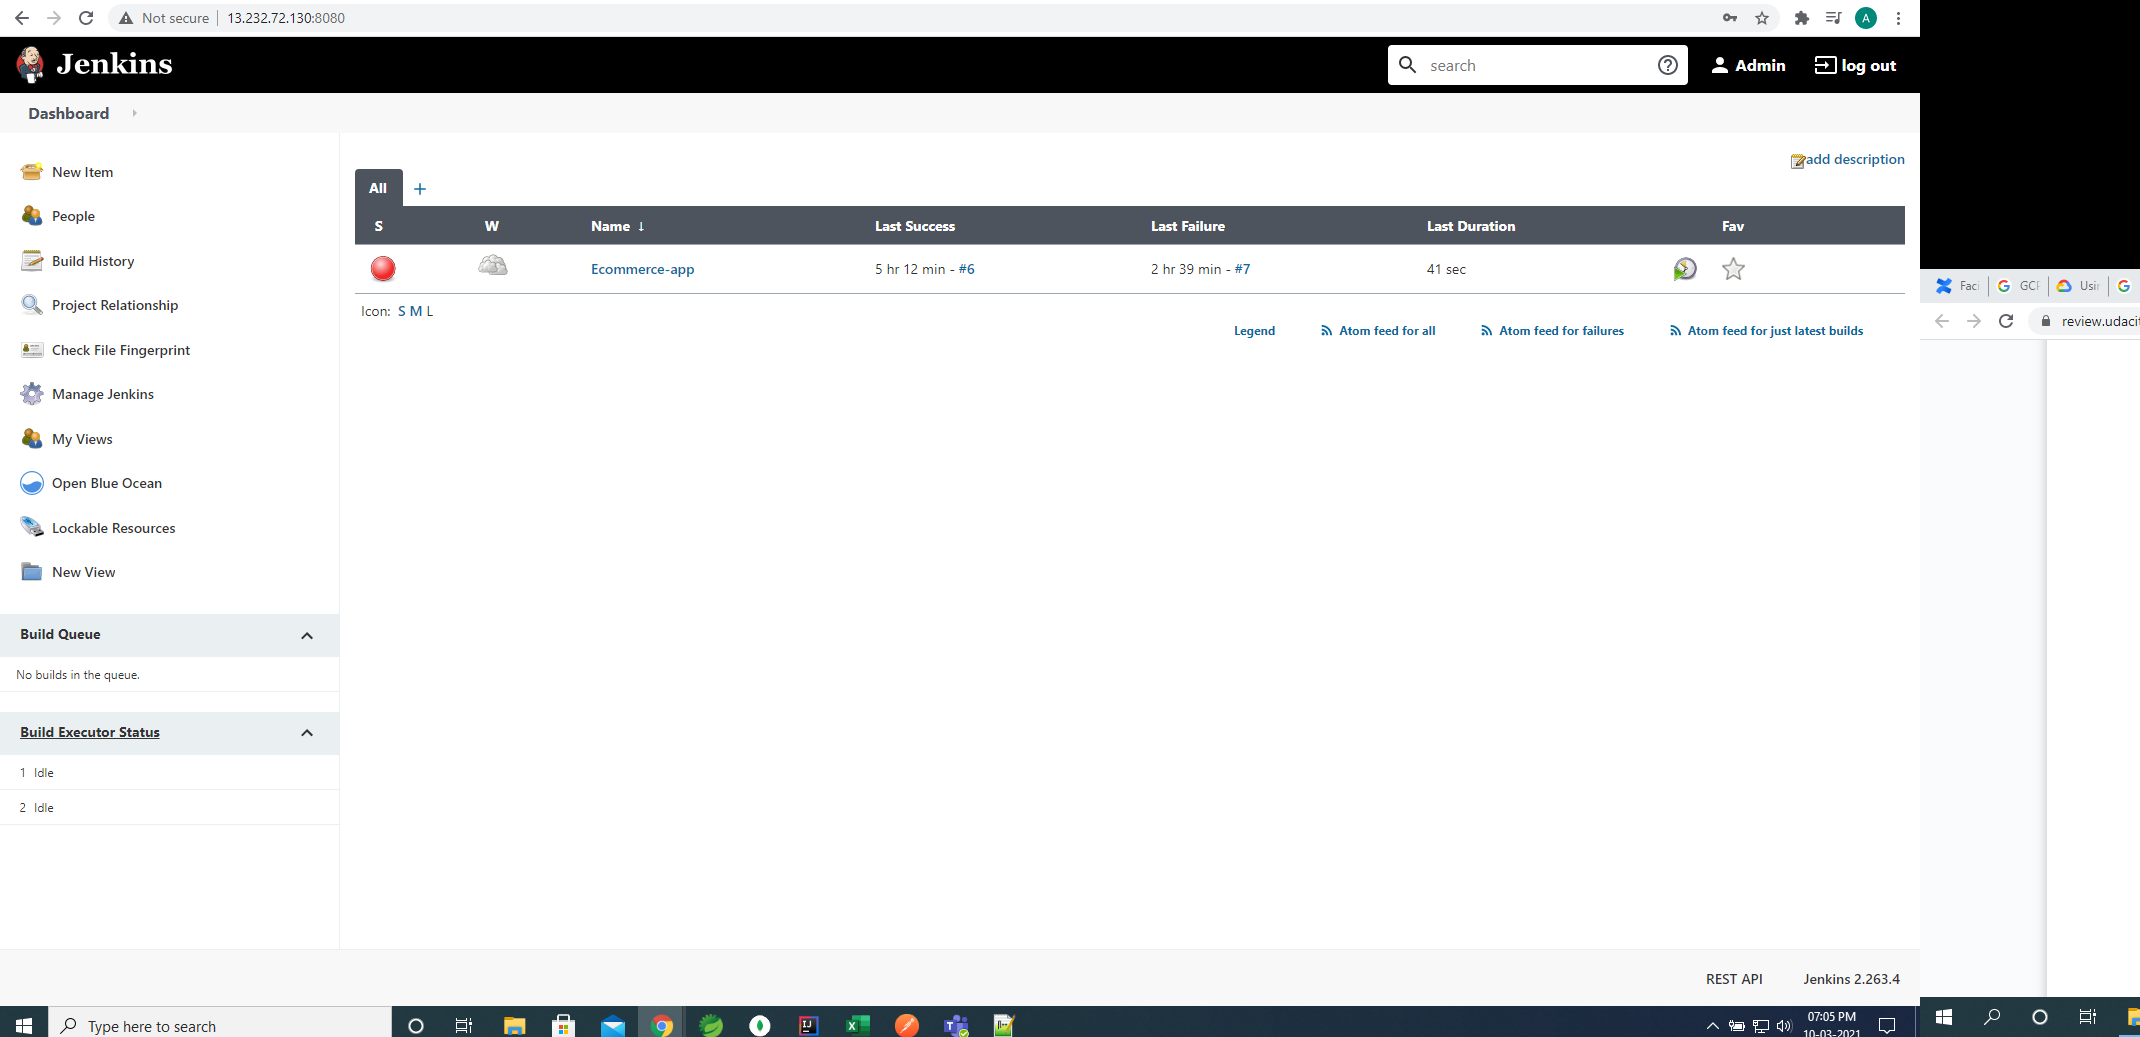 Not secure 13.232.72.130:8080 A
Jenkins search Admin log out
Dashboard
New Item
People
Build History
Project Relationship
Check File Fingerprint
Manage Jenkins
My Views
Open Blue Ocean
Lockable Resources
New View
Build Queue
No builds in the queue.
Build Executor Status
1 Idle
2 Idle
add description
All +
S W Name ↓ Last Success Last Failure Last Duration Fav
Ecommerce-app 5 hr 12 min - #6 2 hr 39 min - #7 41 sec
Icon: S M L
Legend Atom feed for all Atom feed for failures Atom feed for just latest builds
REST API Jenkins 2.263.4
Type here to search
07:05 PM
10-03-2021
Faci GCP Usin
review.udacit